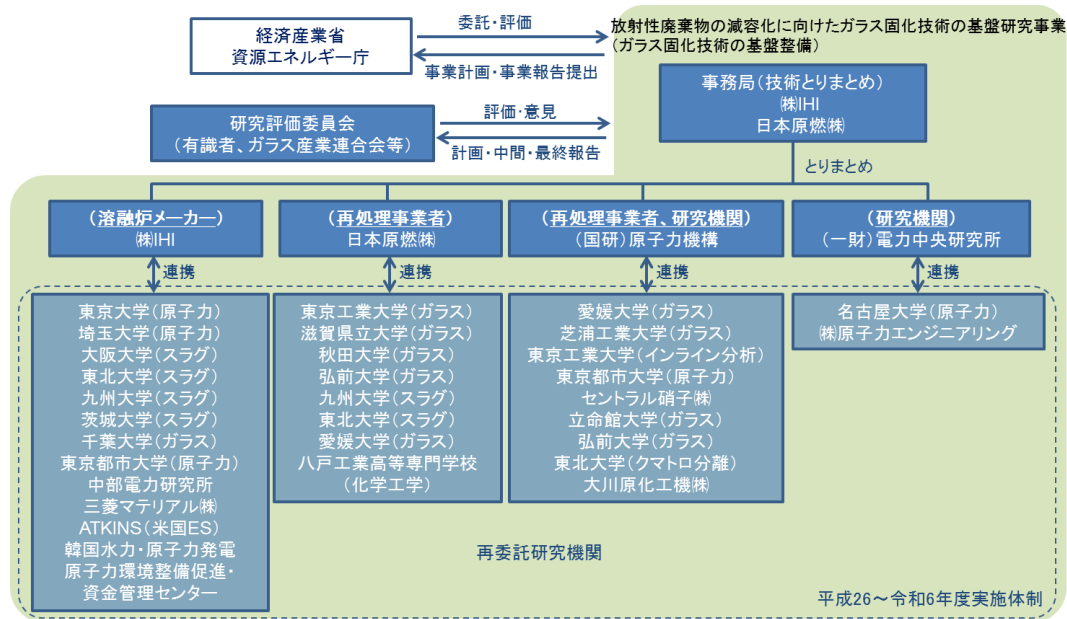 経済産業省
資源エネルギー庁
委託・評価
事業計画・事業報告提出
放射性廃棄物の減容化に向けたガラス固化技術の基盤研究事業
(ガラス固化技術の基盤整備)
事務局(技術とりまとめ)
㈱IHI
日本原燃㈱
研究評価委員会
(有識者、ガラス産業連合会等)
評価・意見
計画・中間・最終報告
とりまとめ
(溶融炉メーカー)
㈱IHI
(再処理事業者)
日本原燃㈱
(再処理事業者、研究機関)
(国研)原子力機構
(研究機関)
(一財)電力中央研究所
連携
連携
連携
連携
東京大学(原子力)
埼玉大学(原子力)
大阪大学(スラグ)
東北大学(スラグ)
九州大学(スラグ)
茨城大学(スラグ)
千葉大学(ガラス)
東京都市大学(原子力)
中部電力研究所
三菱マテリアル㈱
ATKINS(米国ES)
韓国水力・原子力発電
原子力環境整備促進・
資金管理センター
東京工業大学(ガラス)
滋賀県立大学(ガラス)
秋田大学(ガラス)
弘前大学(ガラス)
九州大学(スラグ)
東北大学(スラグ)
愛媛大学(ガラス)
八戸工業高等専門学校
(化学工学)
愛媛大学(ガラス)
芝浦工業大学(ガラス)
東京工業大学(インライン分析)
東京都市大学(原子力)
セントラル硝子㈱
立命館大学(ガラス)
弘前大学(ガラス)
東北大学(クマトロ分離)
大川原化工機㈱
名古屋大学(原子力)
㈱原子力エンジニアリング
再委託研究機関
平成26～令和6年度実施体制